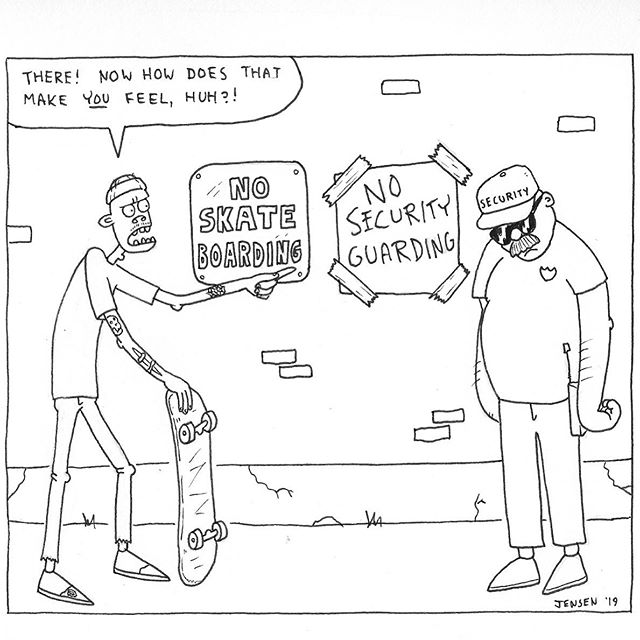 THERE! NOW HOW DOES THAT
MAKE YOU FEEL, HUH?!
NO
SKATE
BOARDING
NO
SECURITY
GUARDING
SECURITY
JENSEN '19